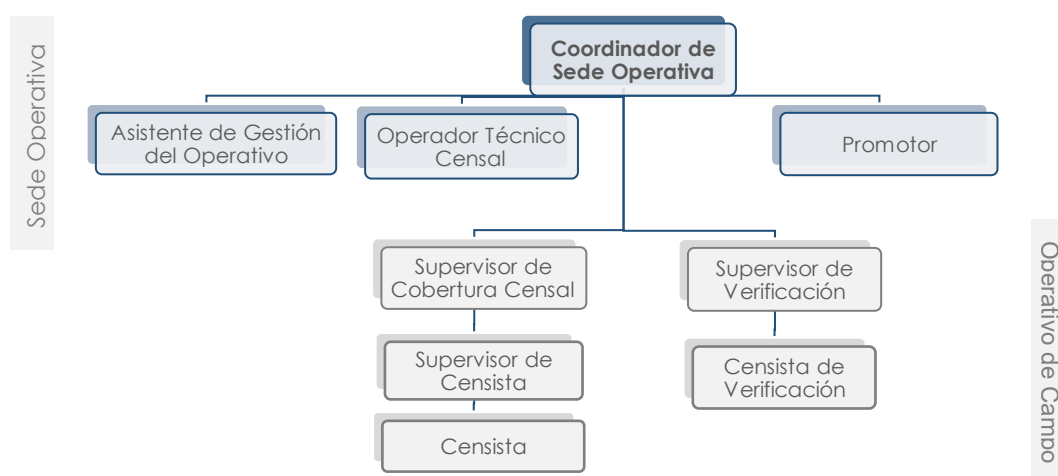 Sede Operativa
Coordinador de
Sede Operativa
Asistente de Gestión
del Operativo
Operador Técnico
Censal
Promotor
Supervisor de
Cobertura Censal
Supervisor de
Verificación
Supervisor de
Censista
Censista de
Verificación
Censista
Operativo de Campo